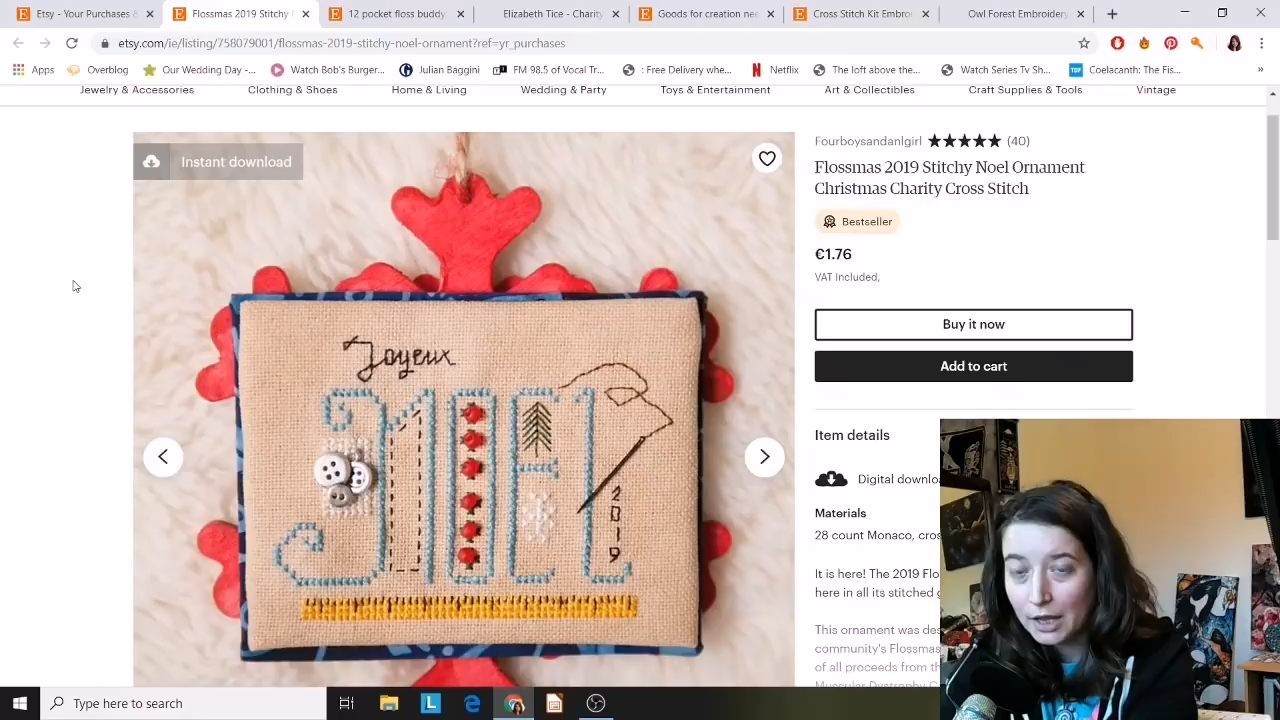 Etsy - Your Purchases &
Flossmas 2019 Stitchy
12 pocket floss buddy
Elizabeth Tice - Charity
Goods for creation nee
Cross Stitch Kit Embroi
Owl Forest Embroidery
etsy.com/ie/listing/758079001/flossmas-2019-stitchy-noel-ornament?ref=yr_purchases
Apps
Overblog
Our Wedding Day -...
Watch Bob's Burger...
Julian Baggini
FM 98.5 of Vocal Tr...
: Free Delivery whe...
Netflix
The loft above the...
Watch Series Tv Sh...
Coelacanth: The Fis...
Jewelry & Accessories
Clothing & Shoes
Home & Living
Wedding & Party
Toys & Entertainment
Art & Collectibles
Craft Supplies & Tools
Vintage
Instant download
Joyeux
NOEL
2019
Fourboysandanlgirl ★★★★★ (40)
Flossmas 2019 Stitchy Noel Ornament
Christmas Charity Cross Stitch
Bestseller
€1.76
VAT Included,
Buy it now
Add to cart
Item details
Digital downlo
Materials
28 count Monaco, cros
It is here! The 2019 Flo
here in all its stitched g
This ornament was des
community's Flossmas
of all proceeds from th
Muscular Dystrophy C
Type here to search